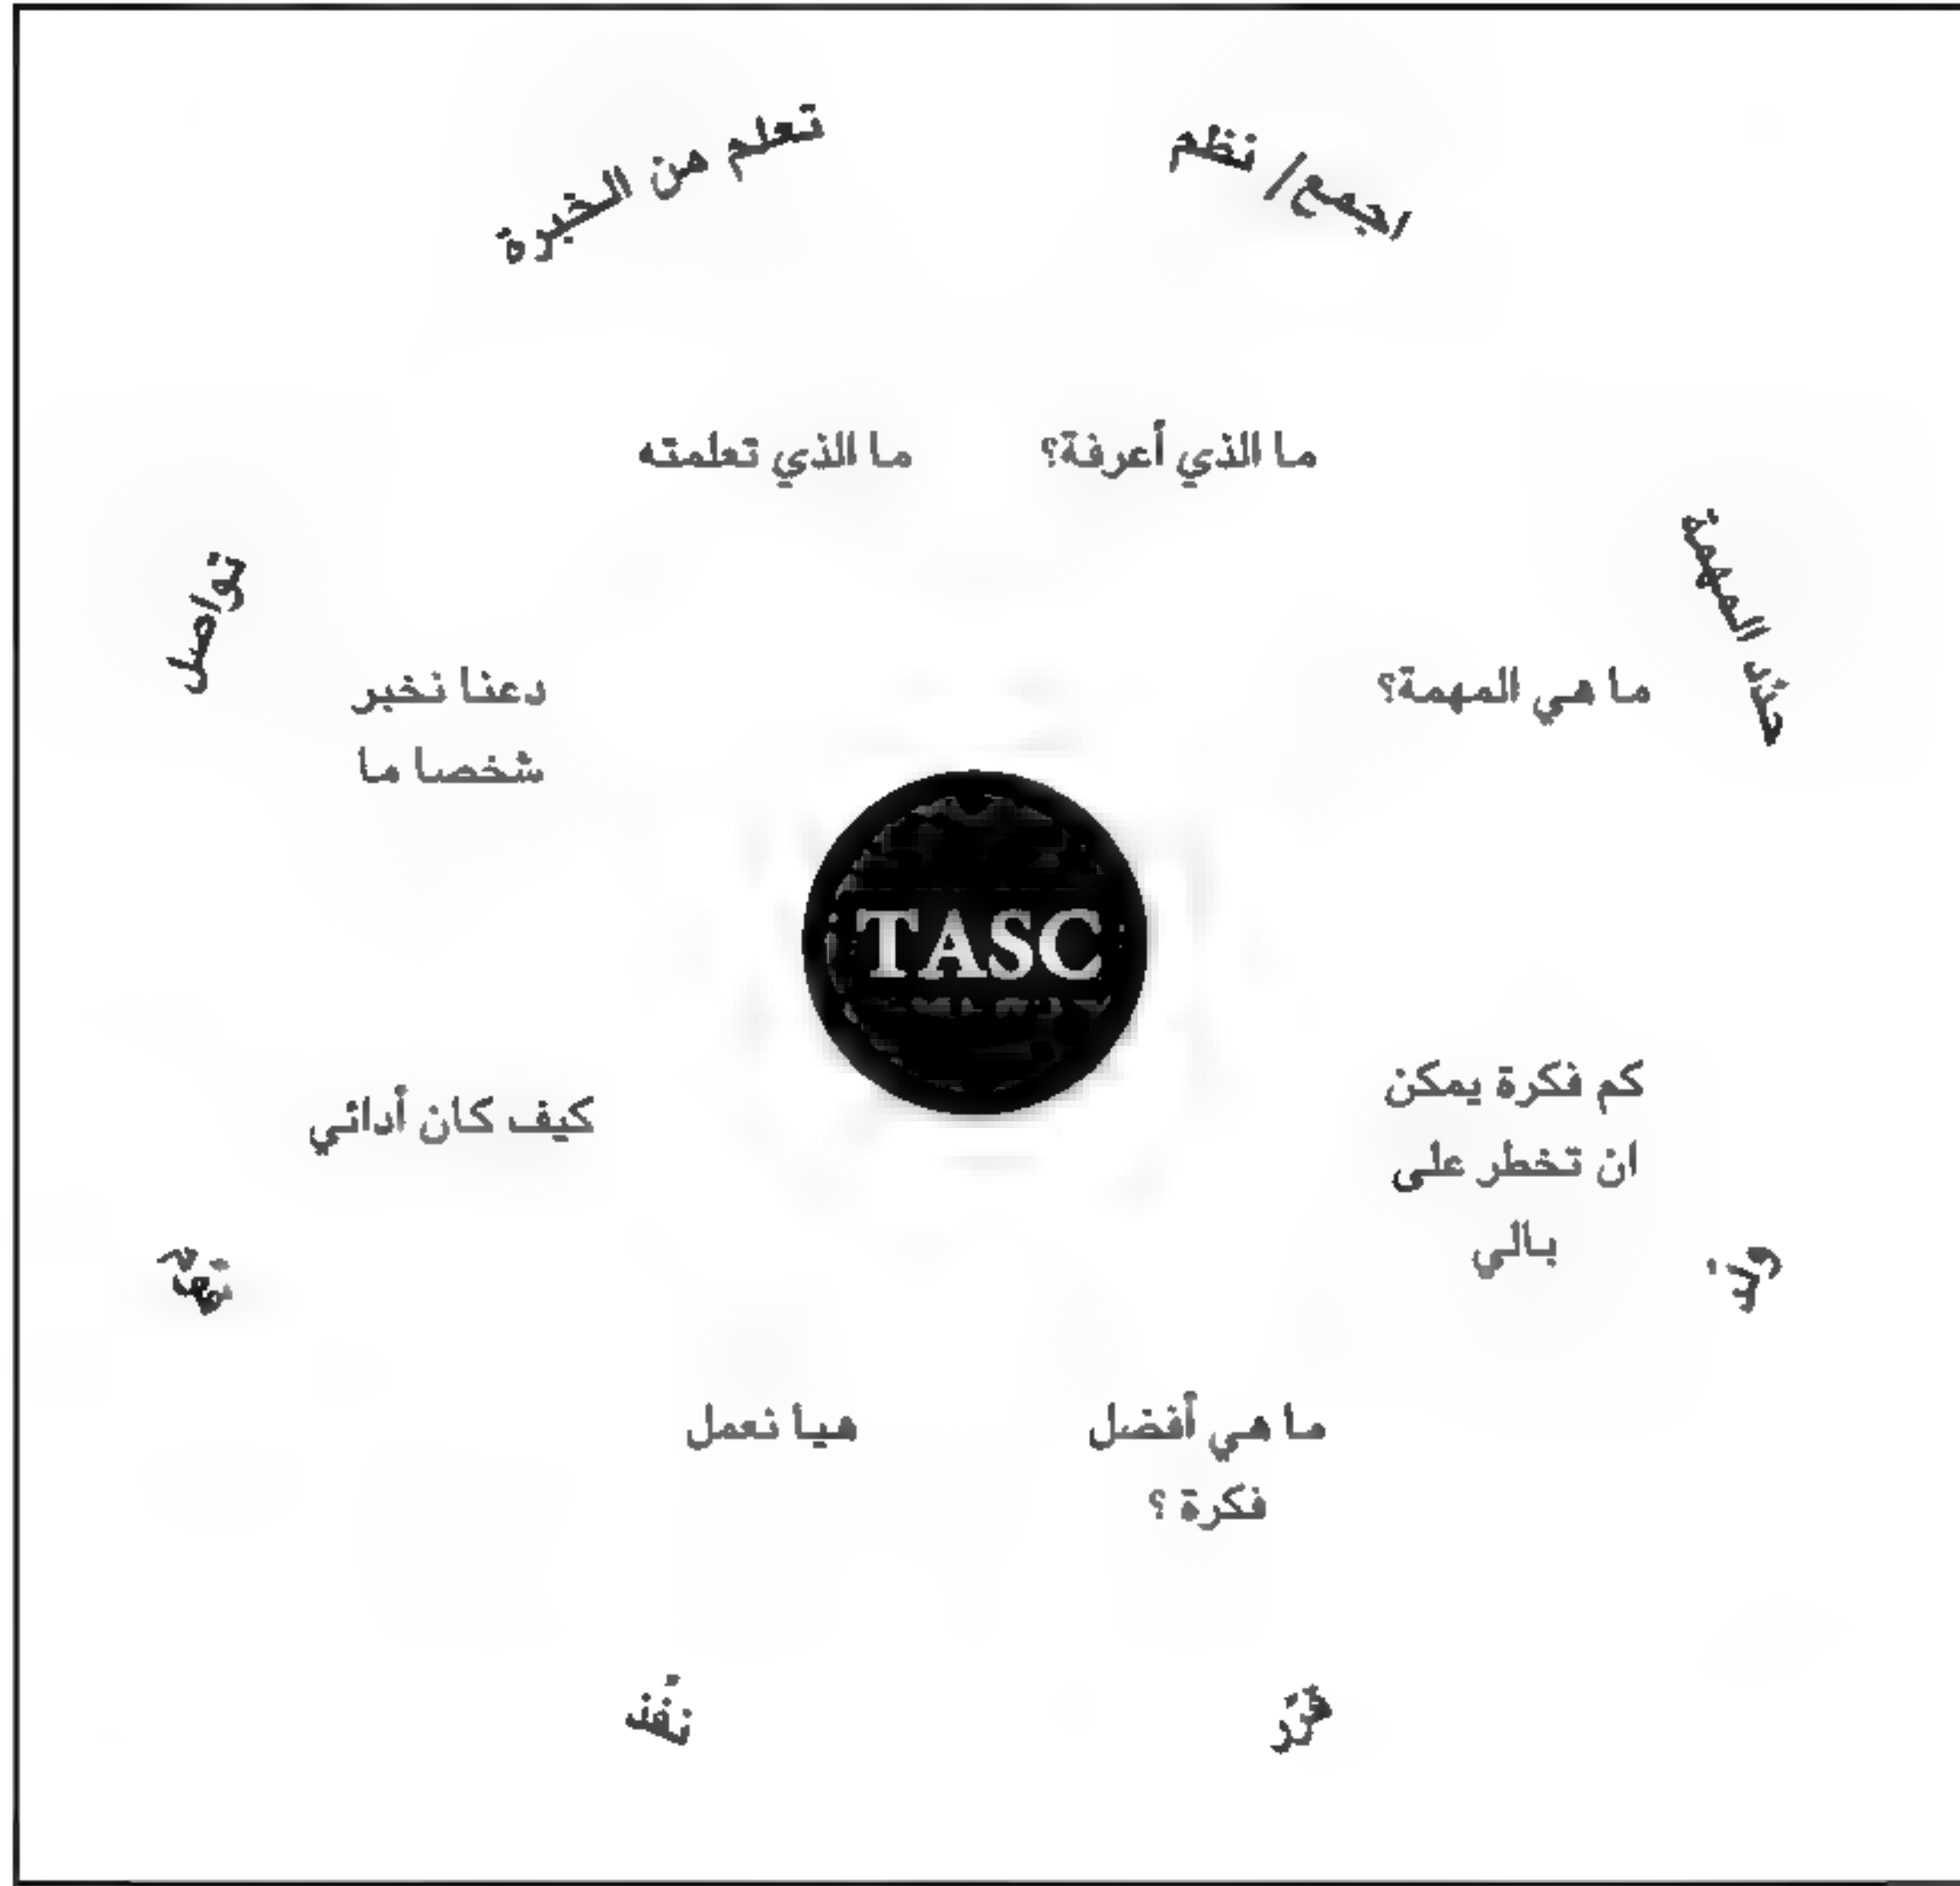 اجمع/ نظم
ما الذي أعرفة؟
حدّد المهمة
ما هي المهمة؟
ولّد
كم فكرة يمكن
ان تخطر على
بالي
قرّر
ما هي أفضل
فكرة ؟
نفّذ
هيا نعمل
كيف كان أدائي
تواصل
دعنا نخبر
شخصا ما
تعلم من الخبرة
ما الذي تعلمته
TASC